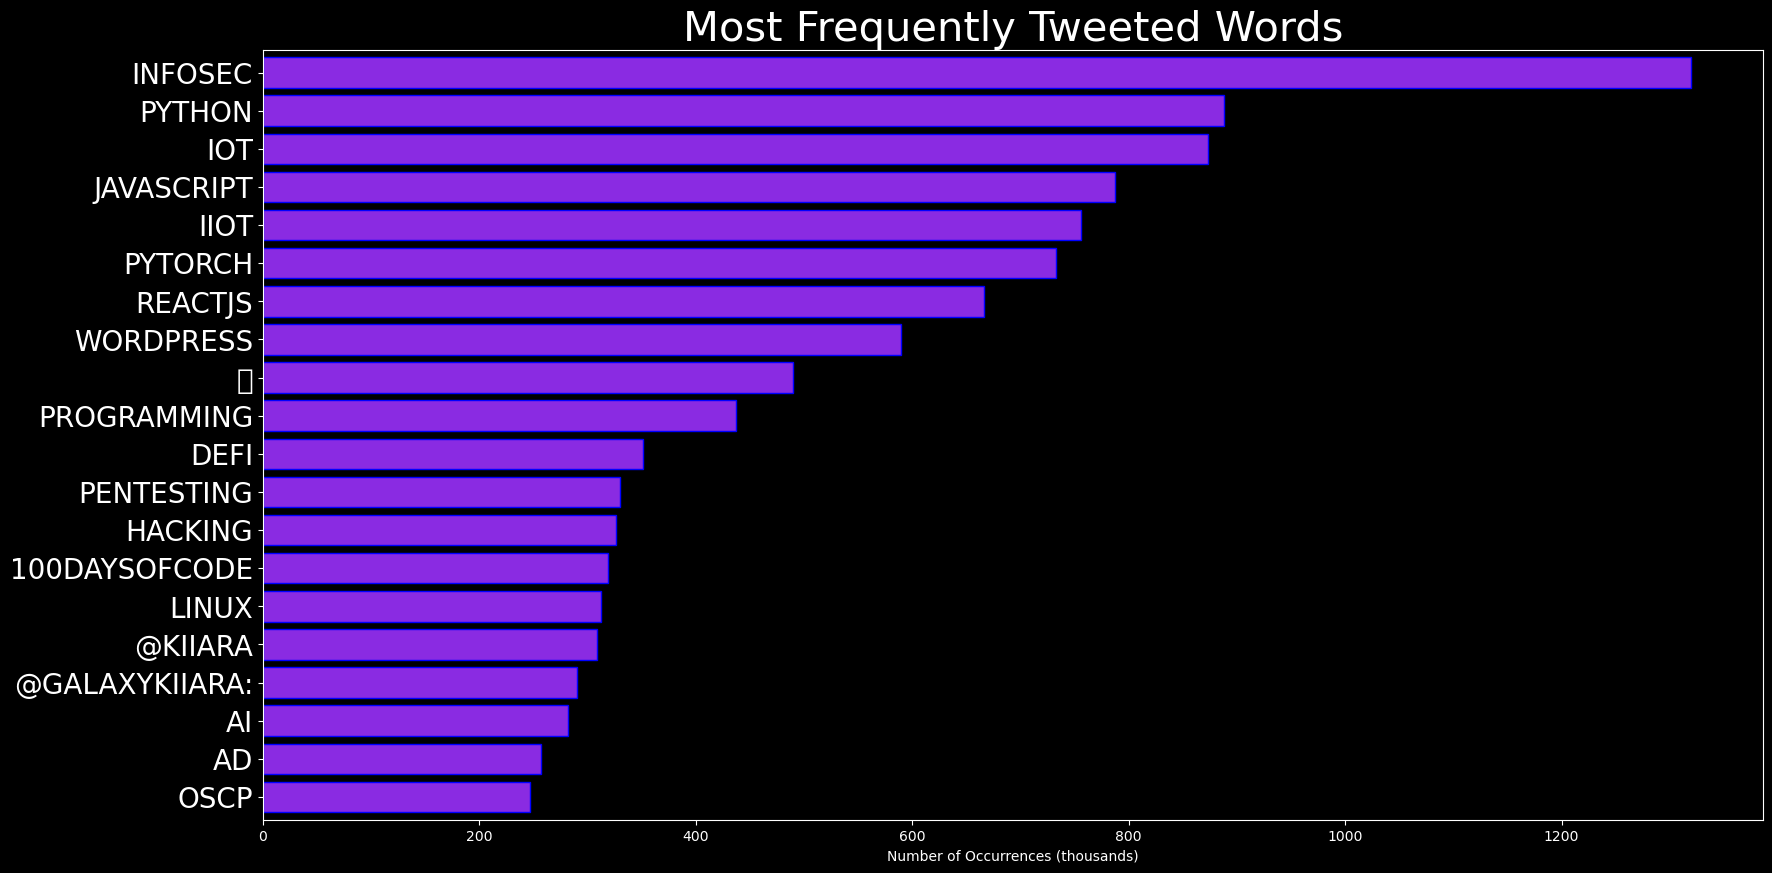 Most Frequently Tweeted Words
INFOSEC
PYTHON
IOT
JAVASCRIPT
IIOT
PYTORCH
REACTJS
WORDPRESS
PROGRAMMING
DEFI
PENTESTING
HACKING
100DAYSOFCODE
LINUX
@KIIARA
@GALAXYKIIARA:
AI
AD
OSCP
0 200 400 600 800 1000 1200
Number of Occurrences (thousands)